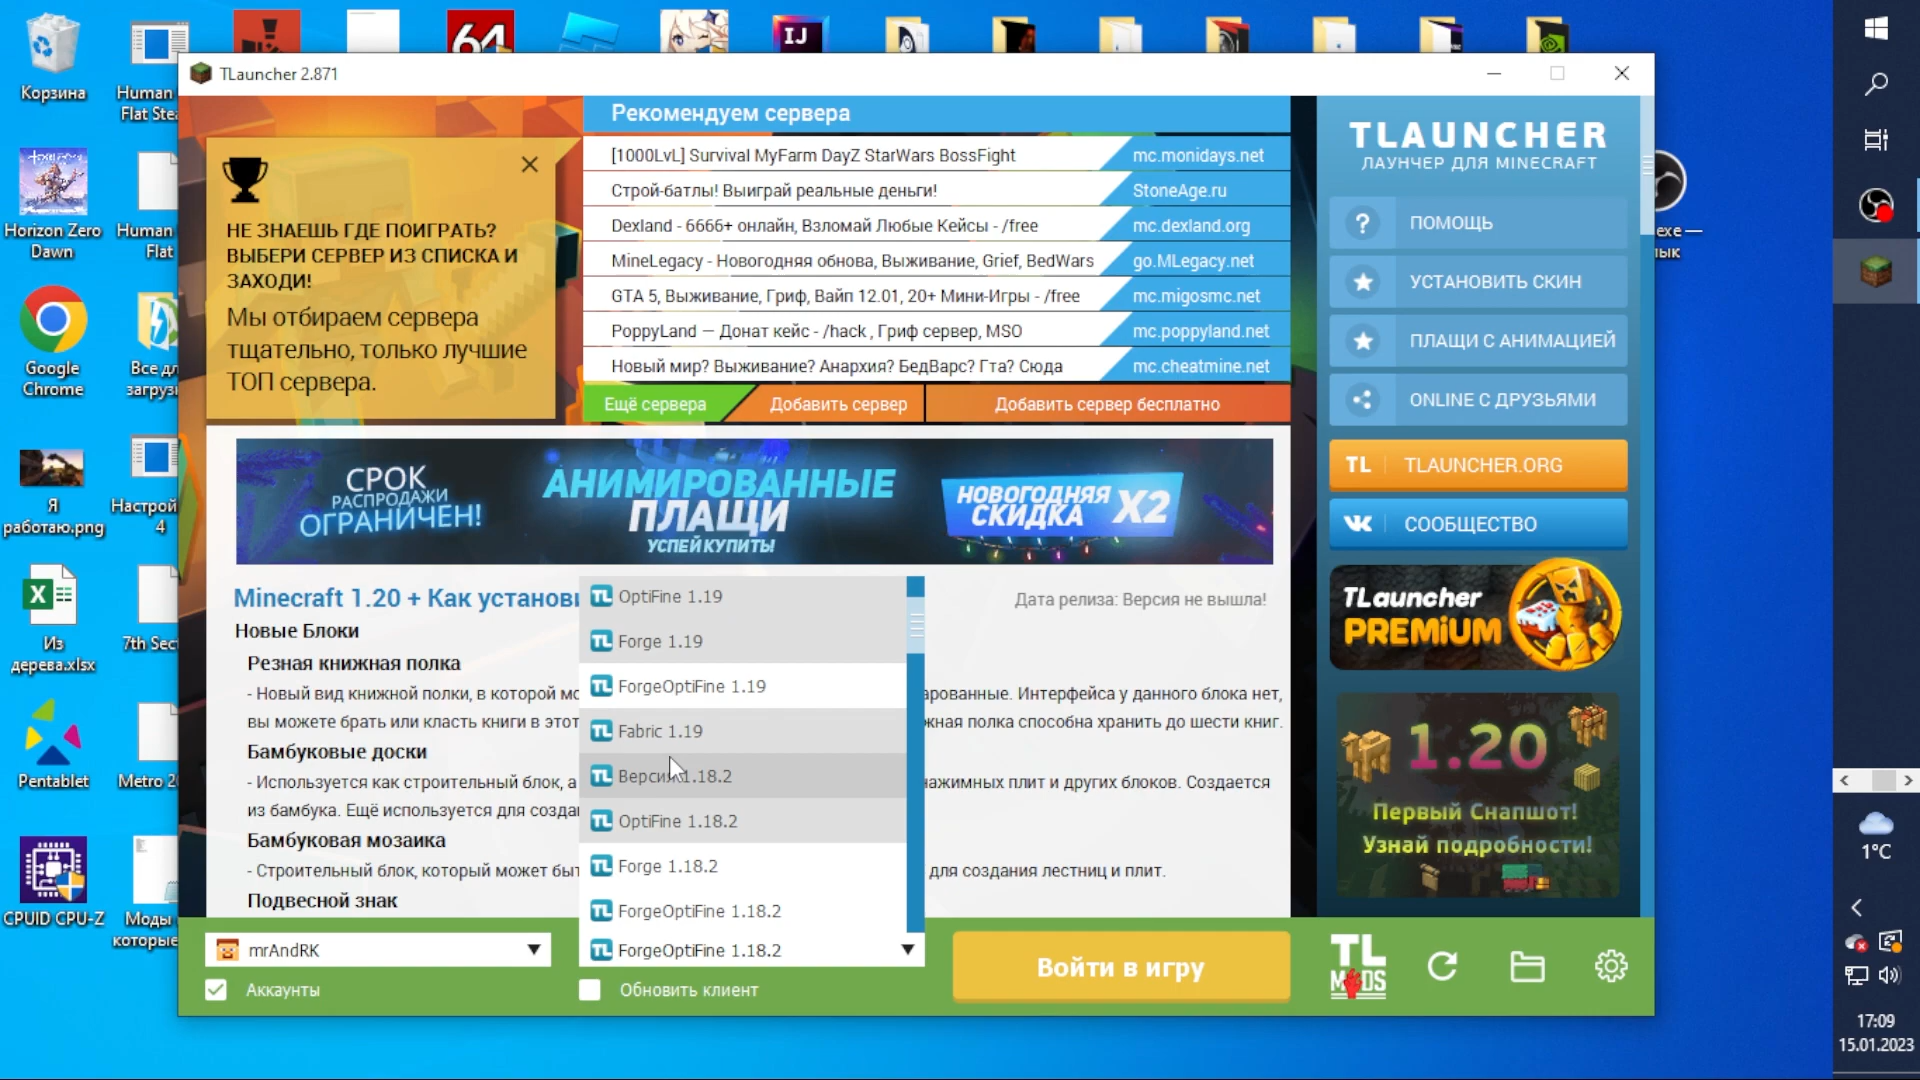 Корзина
Human
Flat Stea
Horizon Zero
Dawn
Human
Flat
Google
Chrome
Все дл
загрузк
Я
работаю.png
Настрой
4
Из
дерева.xlsx
7th Sect
Pentablet
Metro 20
CPUID CPU-Z
Моды
которые
64
IJ
TLauncher 2.871
НЕ ЗНАЕШЬ ГДЕ ПОИГРАТЬ?
ВЫБЕРИ СЕРВЕР ИЗ СПИСКА И
ЗАХОДИ!
Мы отбираем сервера
тщательно, только лучшие
ТОП сервера.
Рекомендуем сервера
[1000LvL] Survival MyFarm DayZ StarWars BossFight mc.monidays.net
Строй-батлы! Выиграй реальные деньги! StoneAge.ru
Dexland - 6666+ онлайн, Взломай Любые Кейсы - /free mc.dexland.org
MineLegacy - Новогодняя обнова, Выживание, Grief, BedWars go.MLegacy.net
GTA 5, Выживание, Гриф, Вайп 12.01, 20+ Мини-Игры - /free mc.migosmc.net
PoppyLand — Донат кейс - /hack , Гриф сервер, MSO mc.poppyland.net
Новый мир? Выживание? Анархия? БедВарс? Гта? Сюда mc.cheatmine.net
Ещё сервера Добавить сервер Добавить сервер бесплатно
СРОК
РАСПРОДАЖИ
ОГРАНИЧЕН!
АНИМИРОВАННЫЕ
ПЛАЩИ
УСПЕЙ КУПИТЬ!
НОВОГОДНЯЯ
СКИДКА X2
Minecraft 1.20 + Как установи Дата релиза: Версия не вышла!
Новые Блоки
Резная книжная полка
- Новый вид книжной полки, в которой мо арованные. Интерфейса у данного блока нет,
вы можете брать или класть книги в этот жная полка способна хранить до шести книг.
Бамбуковые доски
- Используется как строительный блок, а нажимных плит и других блоков. Создается
из бамбука. Ещё используется для созда
Бамбуковая мозаика
- Строительный блок, который может быт для создания лестниц и плит.
Подвесной знак
OptiFine 1.19
Forge 1.19
ForgeOptiFine 1.19
Fabric 1.19
Версия 1.18.2
OptiFine 1.18.2
Forge 1.18.2
ForgeOptiFine 1.18.2
ForgeOptiFine 1.18.2
mrAndRK
Аккаунты
Обновить клиент
Войти в игру
TL
MODS
TLAUNCHER
ЛАУНЧЕР ДЛЯ MINECRAFT
ПОМОЩЬ
УСТАНОВИТЬ СКИН
ПЛАЩИ С АНИМАЦИЕЙ
ONLINE С ДРУЗЬЯМИ
TL TLAUNCHER.ORG
СООБЩЕСТВО
TLauncher
PREMiUM
1.20
Первый Снапшот!
Узнай подробности!
exe —
лык
1°C
17:09
15.01.2023